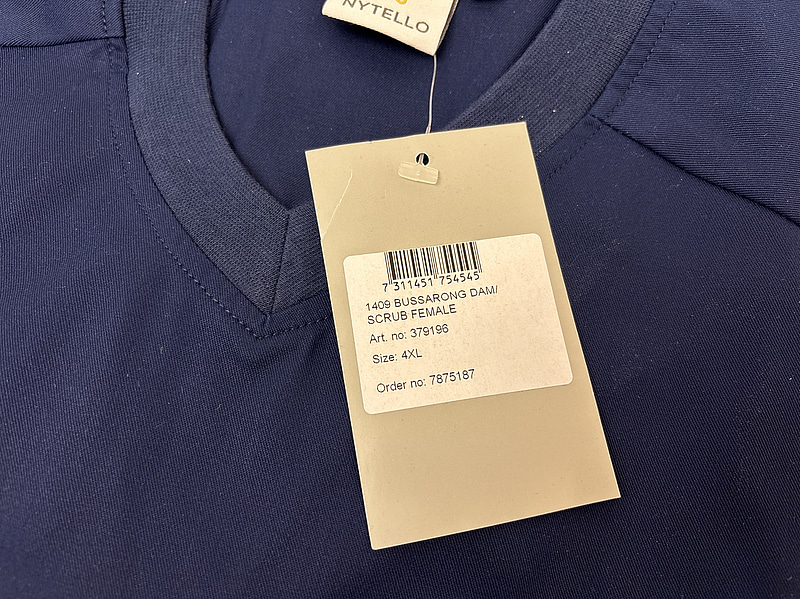 NYTELLO
7 311451 754545
1409 BUSSARONG DAM/
SCRUB FEMALE
Art. no: 379196
Size: 4XL
Order no: 7875187